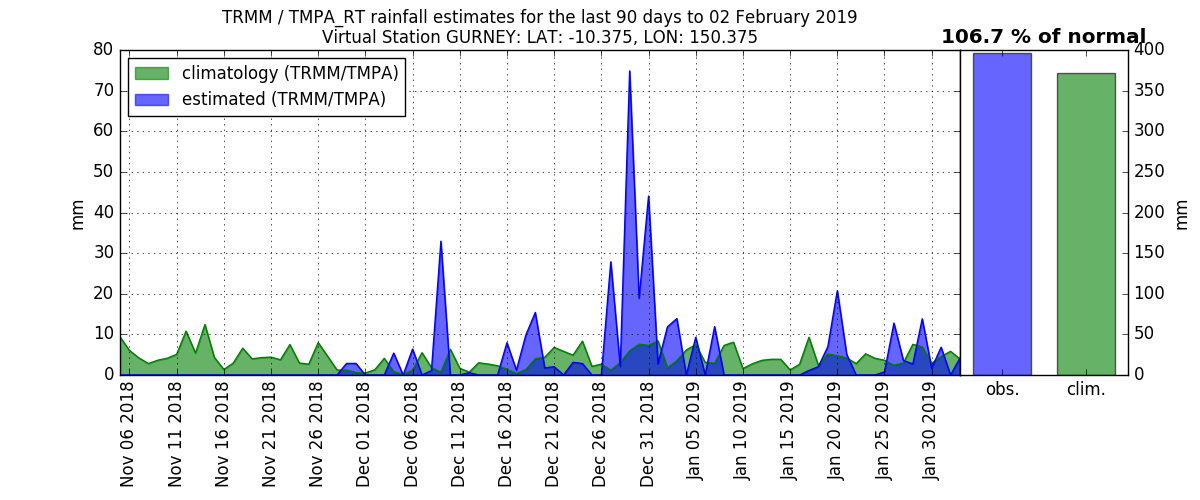 TRMM / TMPA_RT rainfall estimates for the last 90 days to 02 February 2019
Virtual Station GURNEY: LAT: -10.375, LON: 150.375
106.7 % of normal
climatology (TRMM/TMPA)
estimated (TRMM/TMPA)
80
70
60
50
40
30
20
10
0
mm
Nov 06 2018
Nov 11 2018
Nov 16 2018
Nov 21 2018
Nov 26 2018
Dec 01 2018
Dec 06 2018
Dec 11 2018
Dec 16 2018
Dec 21 2018
Dec 26 2018
Dec 31 2018
Jan 05 2019
Jan 10 2019
Jan 15 2019
Jan 20 2019
Jan 25 2019
Jan 30 2019
obs.
clim.
400
350
300
250
200
150
100
50
0
mm